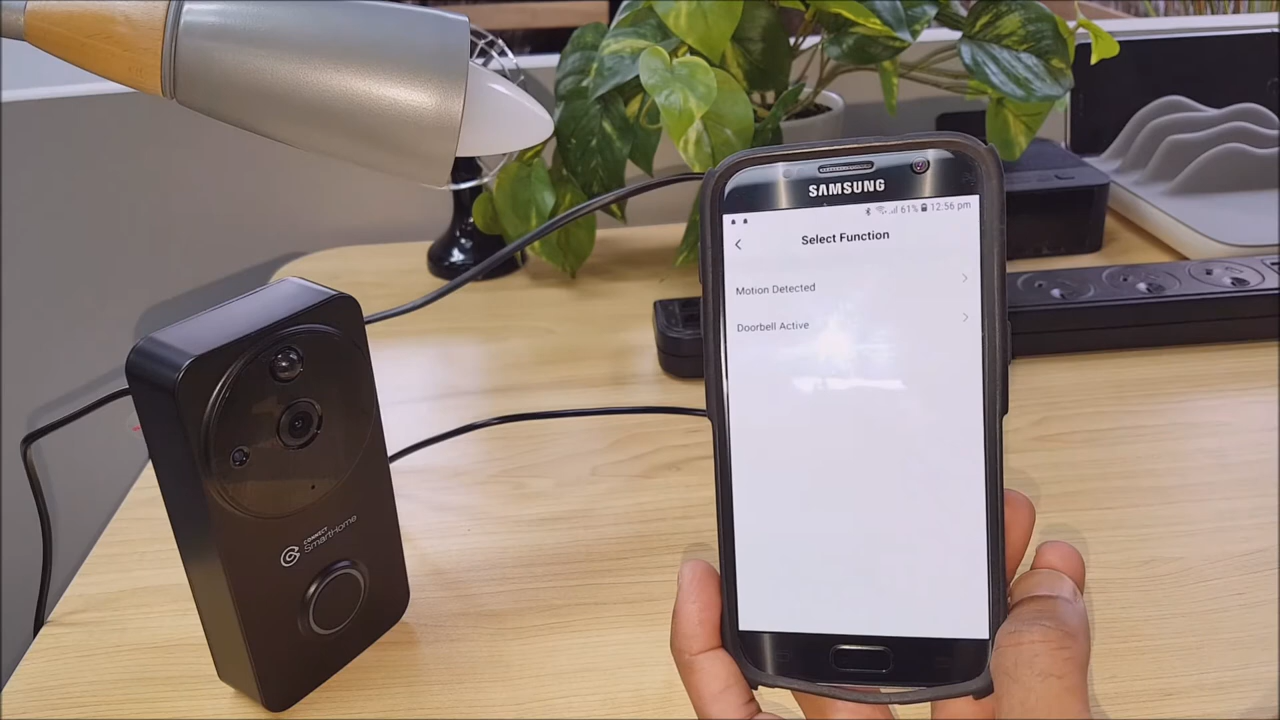 SAMSUNG
61% 12:56 pm
Select Function
Motion Detected
Doorbell Active
CONNECT
SmartHome